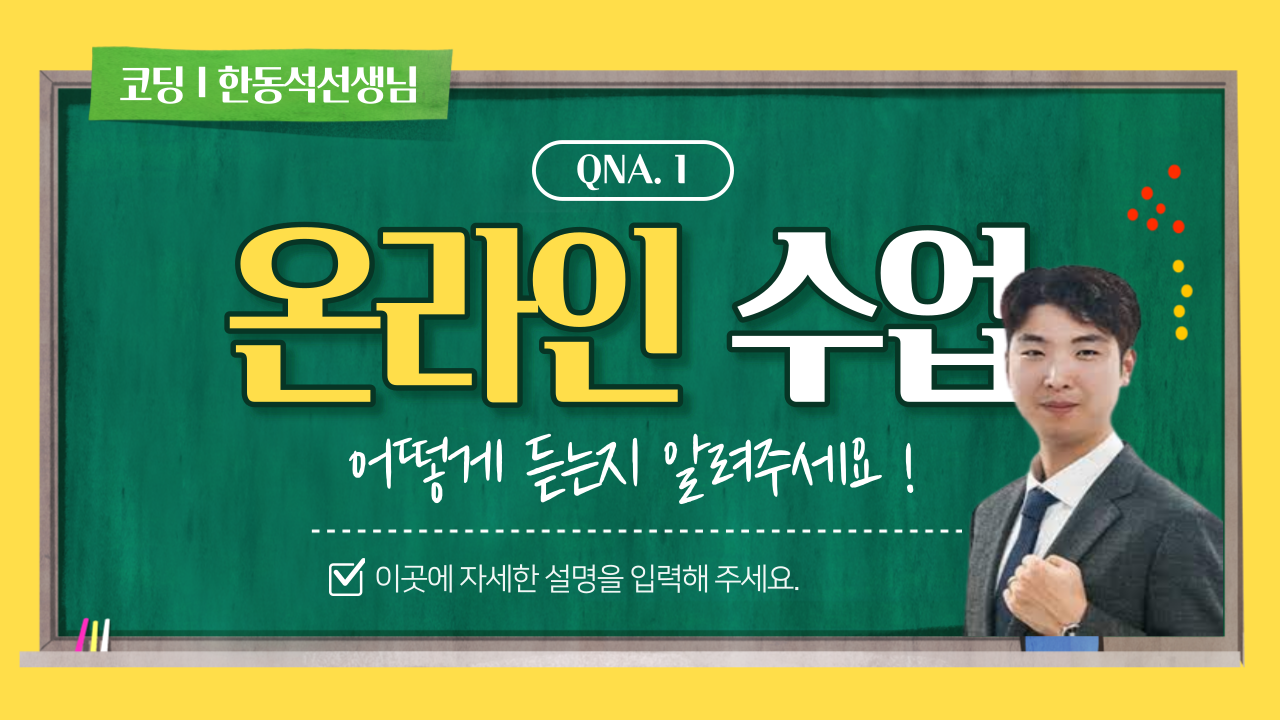 코딩 I 한동석선생님
QNA. 1
온라인 수업
어떻게 듣는지 알려주세요 !
이곳에 자세한 설명을 입력해 주세요.